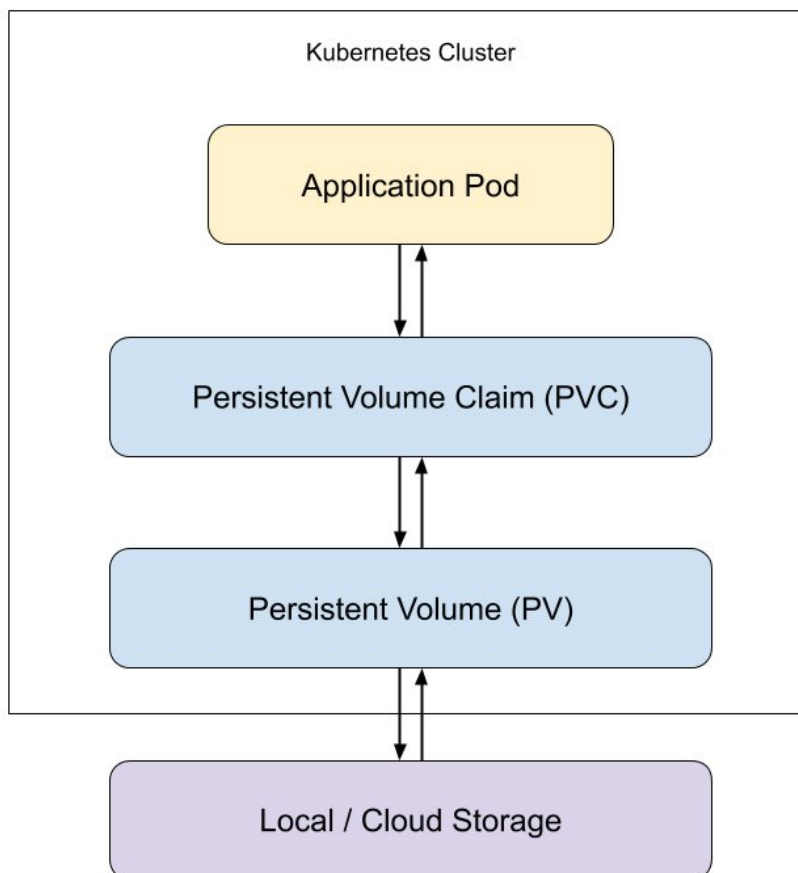 Kubernetes Cluster
Application Pod
Persistent Volume Claim (PVC)
Persistent Volume (PV)
Local / Cloud Storage